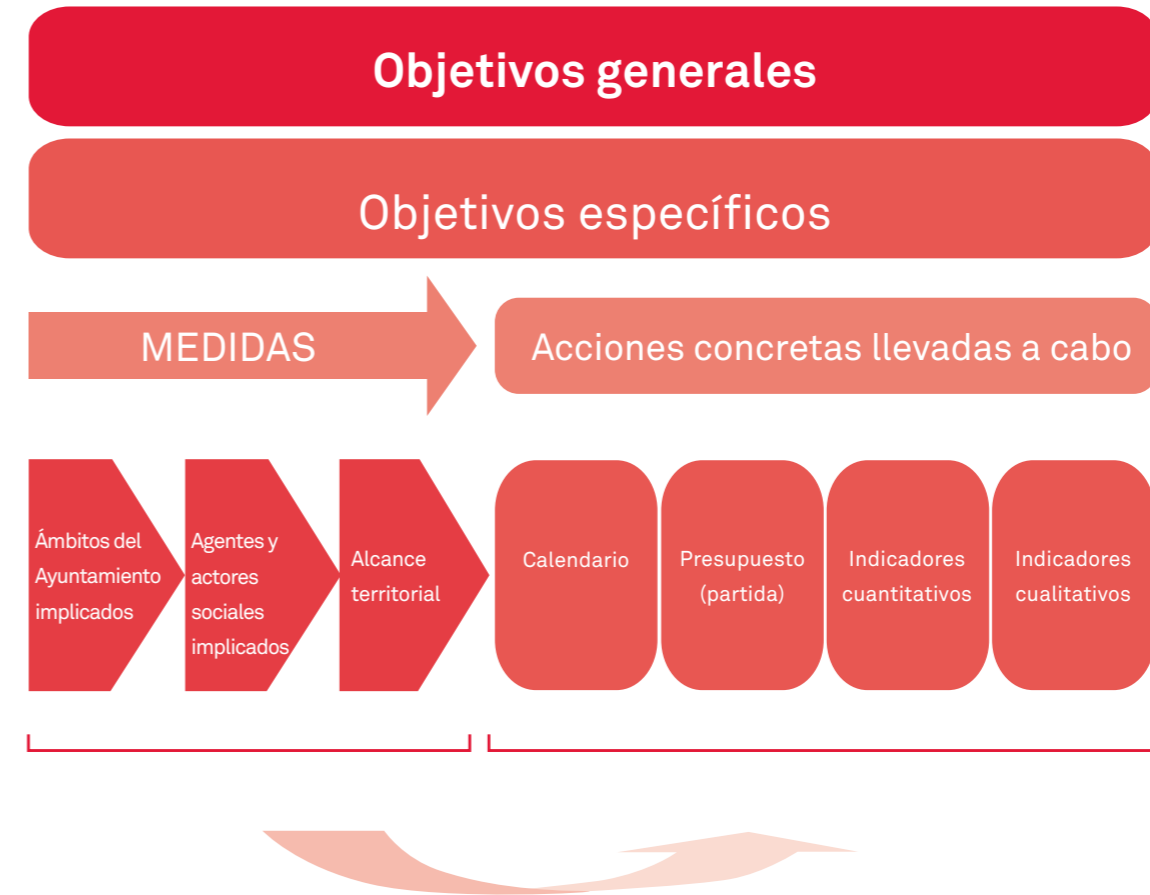 Objetivos generales
Objetivos específicos
MEDIDAS
Acciones concretas llevadas a cabo
Ámbitos del
Ayuntamiento
implicados
Agentes y
actores
sociales
implicados
Alcance
territorial
Calendario
Presupuesto
(partida)
Indicadores
cuantitativos
Indicadores
cualitativos